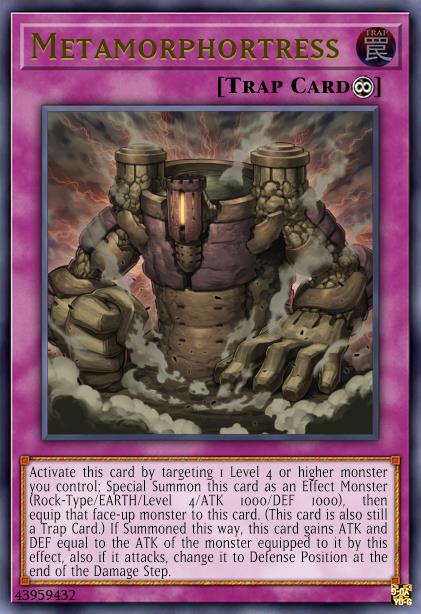 METAMORPHORTRESS
TRAP
罠
[TRAP CARD]
Activate this card by targeting 1 Level 4 or higher monster
you control; Special Summon this card as an Effect Monster
(Rock-Type/EARTH/Level 4/ATK 1000/DEF 1000), then
equip that face-up monster to this card. (This card is also still
a Trap Card.) If Summoned this way, this card gains ATK and
DEF equal to the ATK of the monster equipped to it by this
effect, also if it attacks, change it to Defense Position at the
end of the Damage Step.
43959432